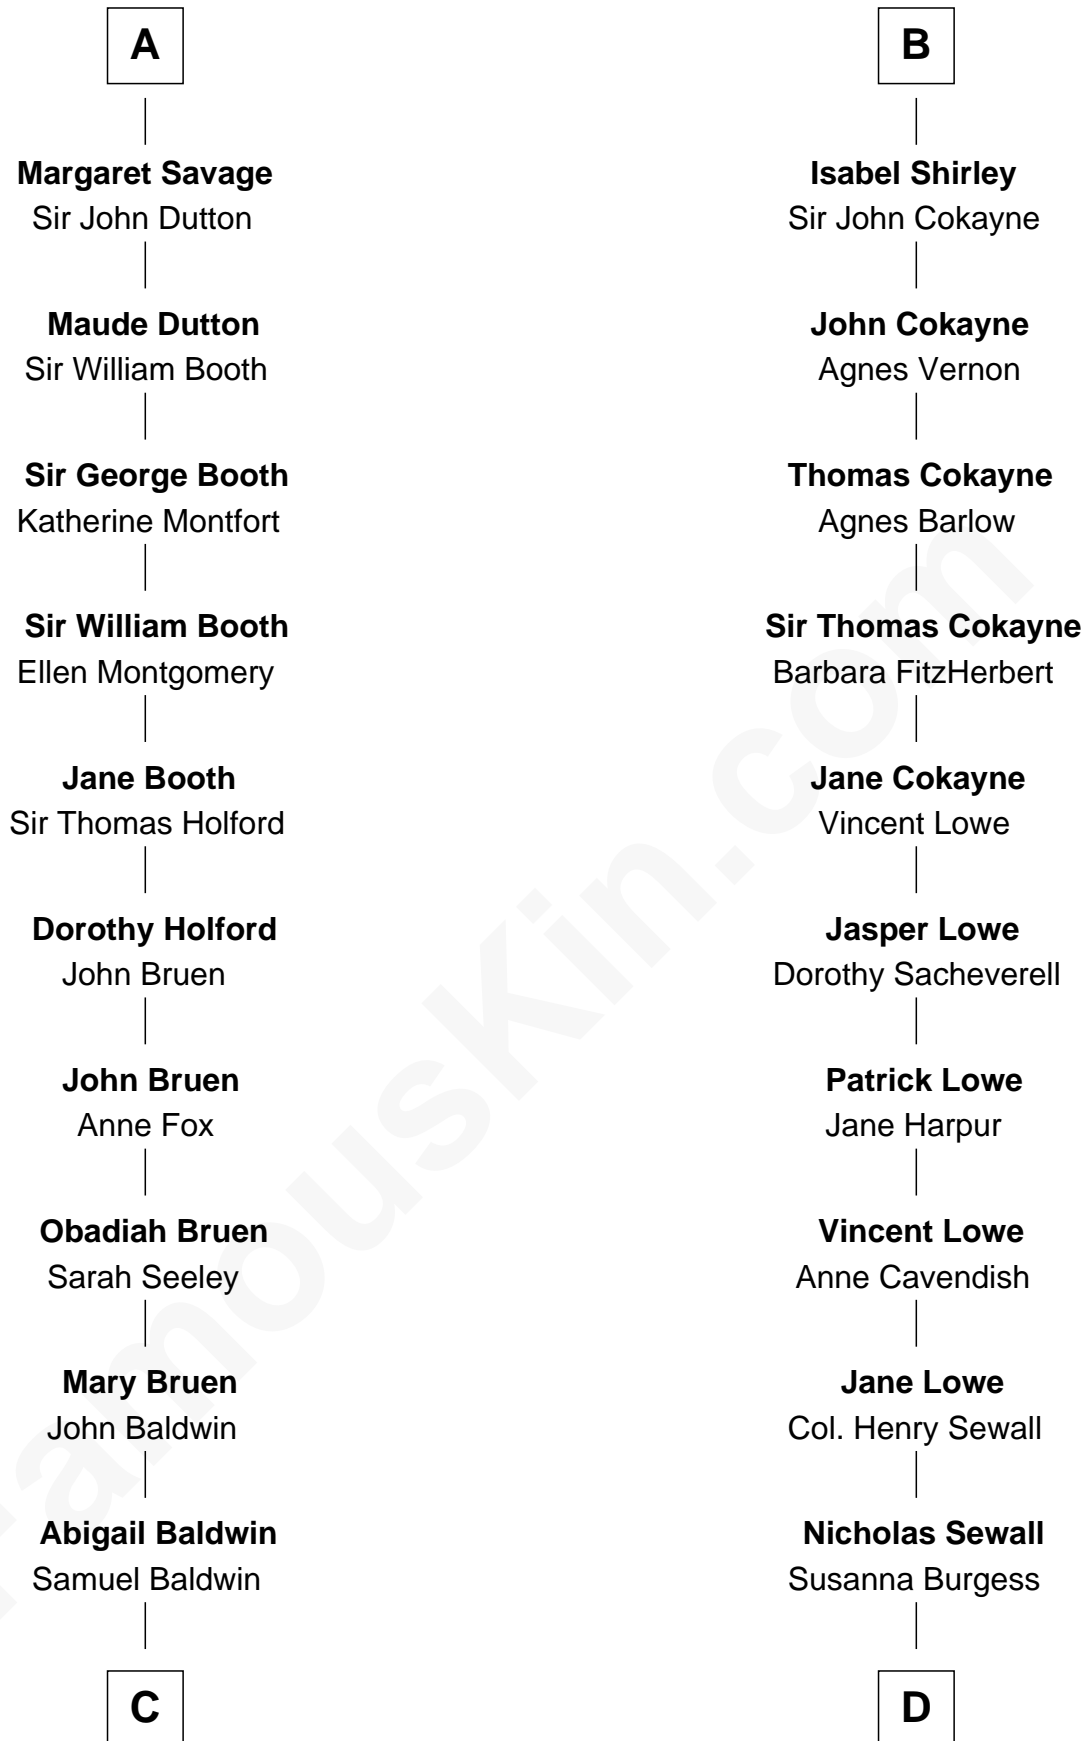 A
Margaret Savage
Sir John Dutton
Maude Dutton
Sir William Booth
Sir George Booth
Katherine Montfort
Sir William Booth
Ellen Montgomery
Jane Booth
Sir Thomas Holford
Dorothy Holford
John Bruen
John Bruen
Anne Fox
Obadiah Bruen
Sarah Seeley
Mary Bruen
John Baldwin
Abigail Baldwin
Samuel Baldwin
C
B
Isabel Shirley
Sir John Cokayne
John Cokayne
Agnes Vernon
Thomas Cokayne
Agnes Barlow
Sir Thomas Cokayne
Barbara FitzHerbert
Jane Cokayne
Vincent Lowe
Jasper Lowe
Dorothy Sacheverell
Patrick Lowe
Jane Harpur
Vincent Lowe
Anne Cavendish
Jane Lowe
Col. Henry Sewall
Nicholas Sewall
Susanna Burgess
D
FamousKin.com